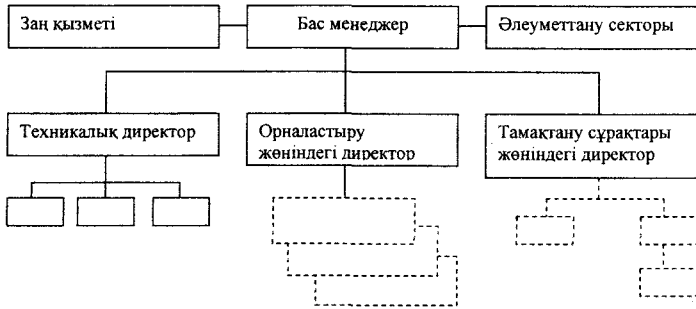 Заң қызметі
Бас менеджер
Әлеуметтану секторы
Техникалық директор
Орналастыру
жөніндегі директор
Тамақтану сұрақтары
жөніндегі директор